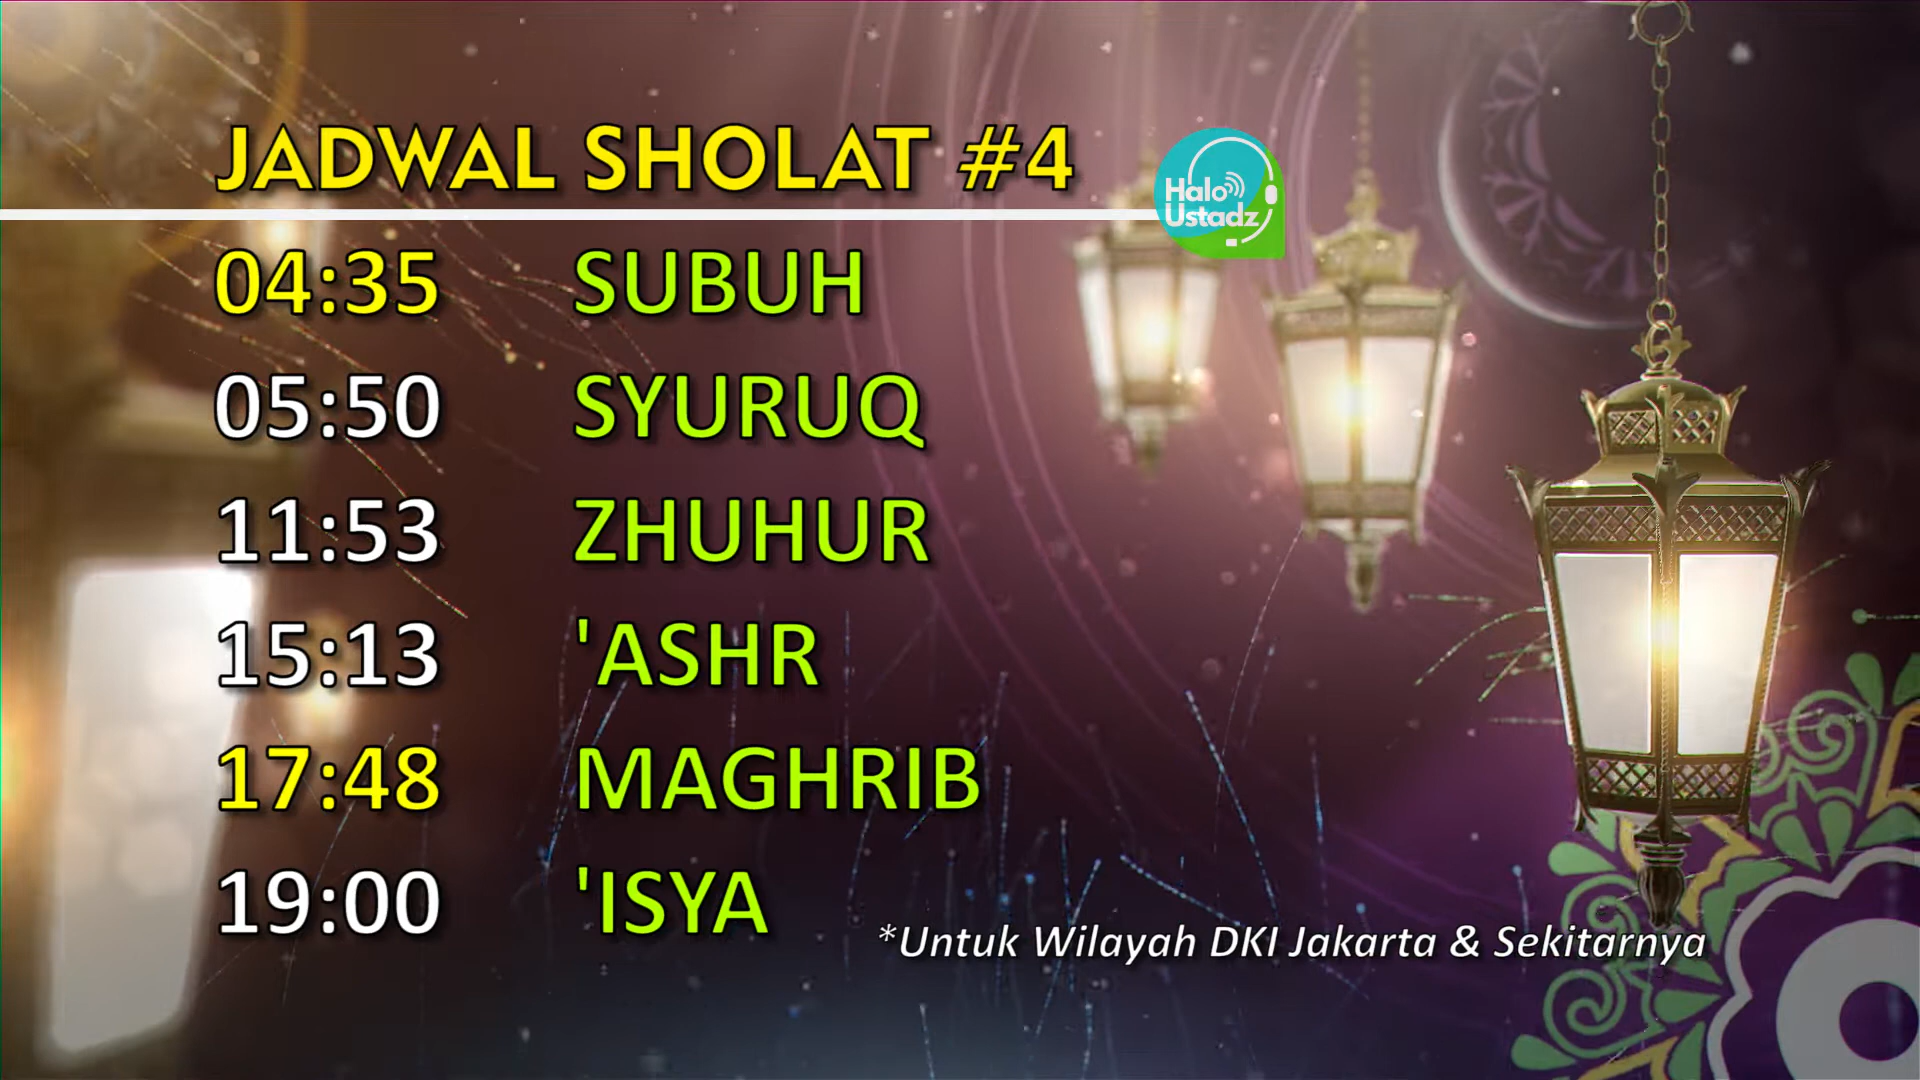 JADWAL SHOLAT #4
Halo
Ustadz
04:35 SUBUH
05:50 SYURUQ
11:53 ZHUHUR
15:13 'ASHR
17:48 MAGHRIB
19:00 'ISYA
*Untuk Wilayah DKI Jakarta & Sekitarnya